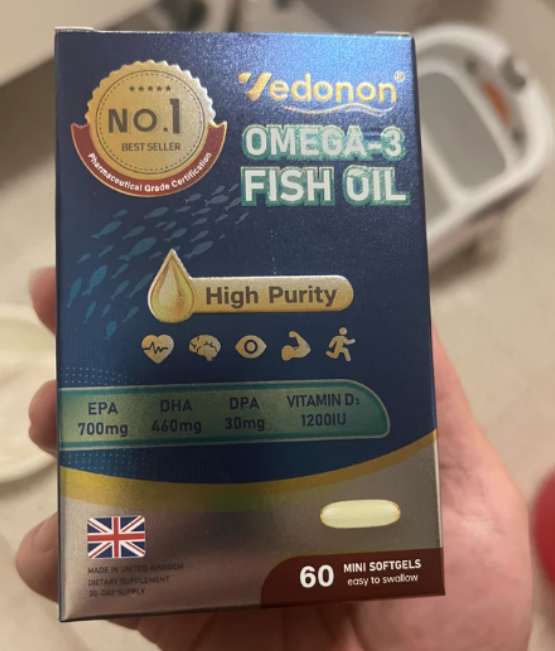 NO.1
BEST SELLER
Pharmaceutical Grade Certification
Vedonon®
OMEGA-3
FISH OIL
High Purity
EPA
700mg
DHA
460mg
DPA
30mg
VITAMIN D₃
1200IU
MADE IN UNITED KINGDOM
DIETARY SUPPLEMENT
30-DAY SUPPLY
60 MINI SOFTGELS
easy to swallow